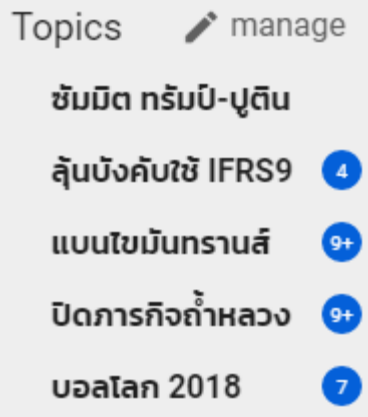 Topics manage
ซัมมิต ทรัมป์-ปูติน
ลุ้นบังคับใช้ IFRS9 4
แบนไขมันทรานส์ 9+
ปิดภารกิจถ้ำหลวง 9+
บอลโลก 2018 7